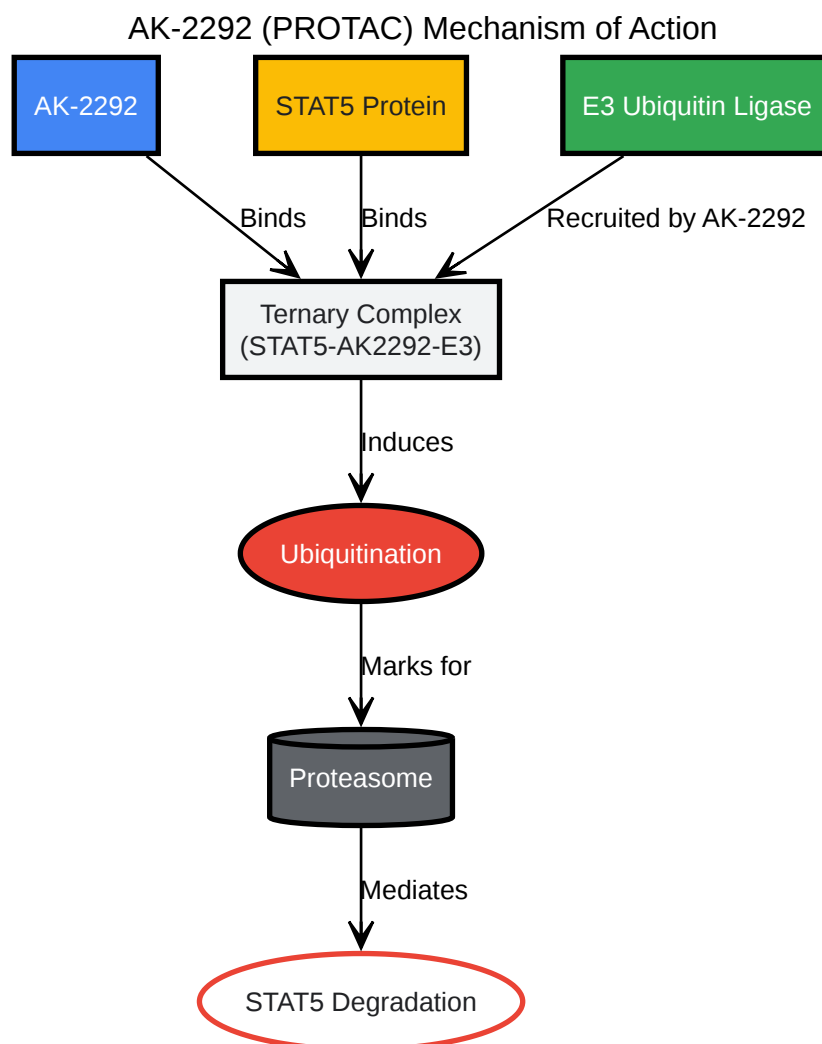 AK-2292 (PROTAC) Mechanism of Action
AK-2292
STAT5 Protein
E3 Ubiquitin Ligase
Binds
Binds
Recruited by AK-2292
Ternary Complex
(STAT5-AK2292-E3)
Induces
Ubiquitination
Marks for
Proteasome
Mediates
STAT5 Degradation